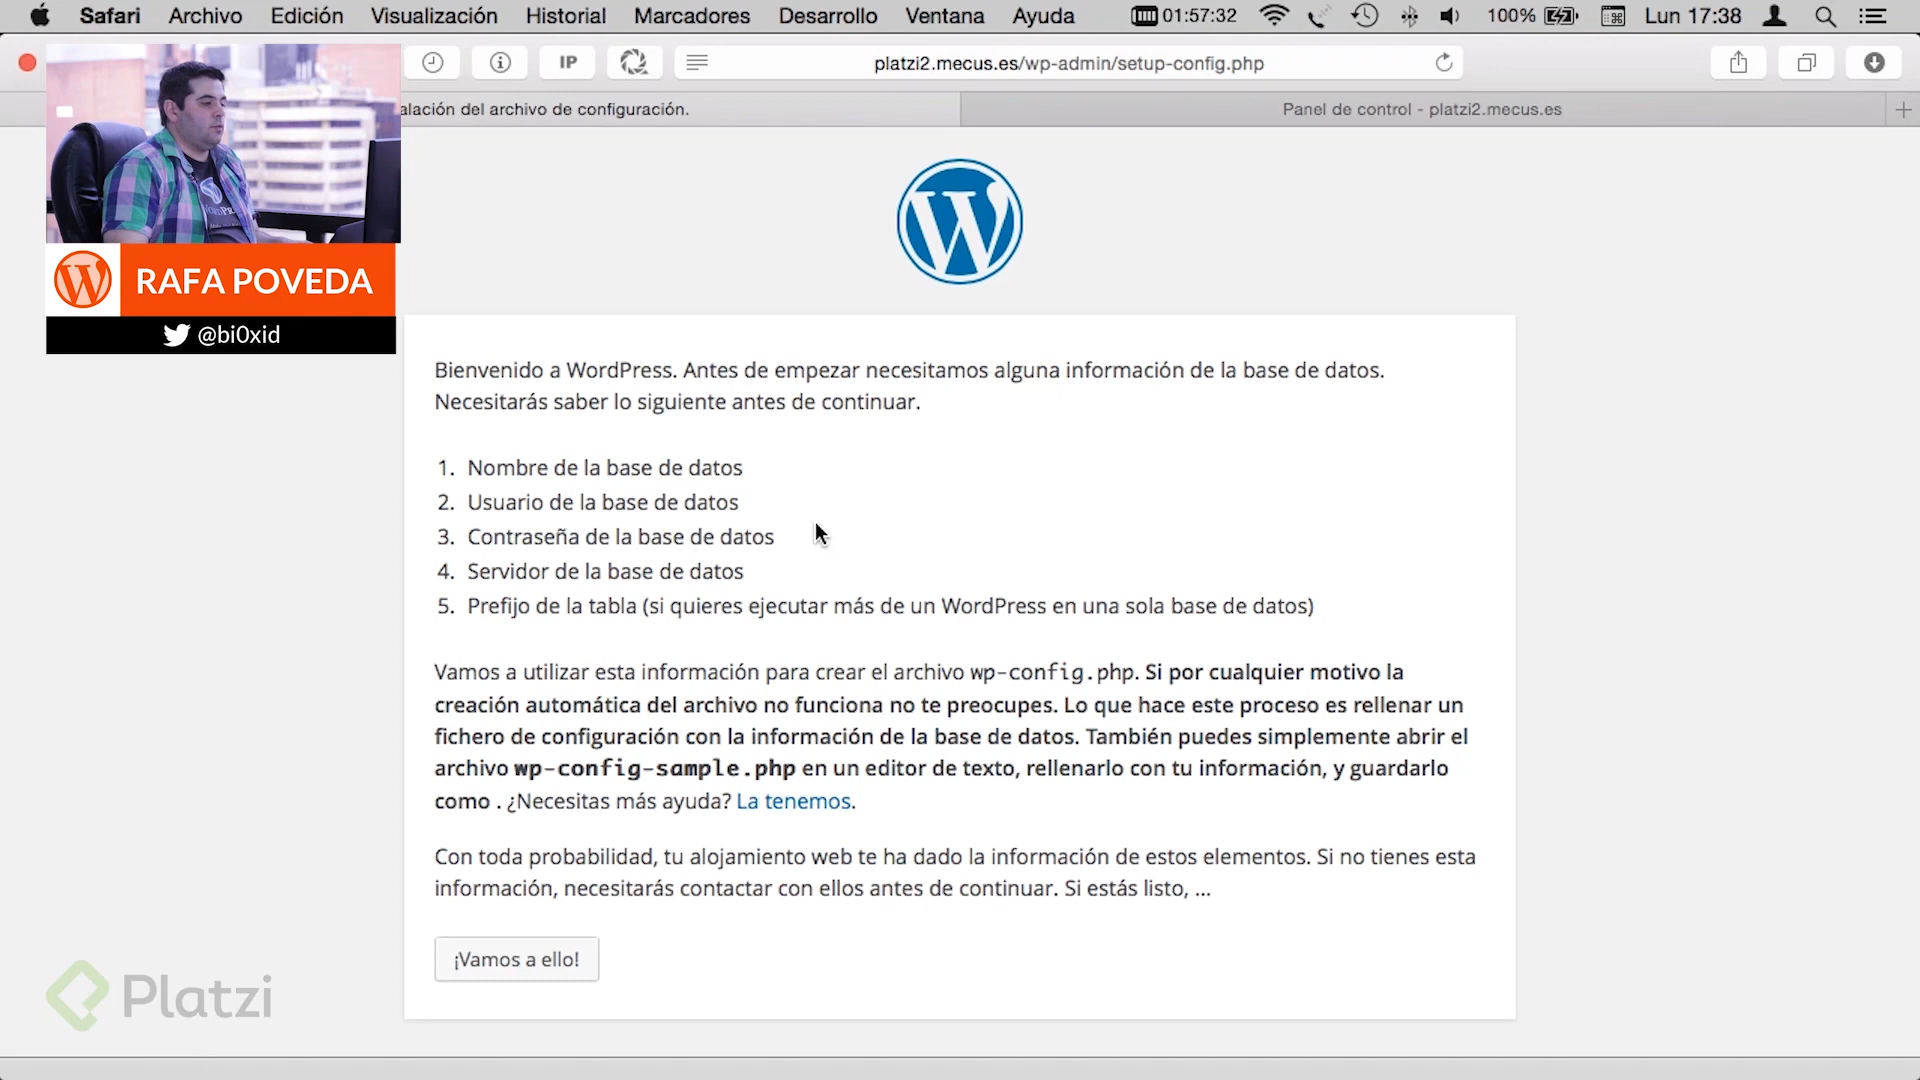 Safari Archivo Edición Visualización Historial Marcadores Desarrollo Ventana Ayuda 01:57:32 100% Lun 17:38
IP platzi2.mecus.es/wp-admin/setup-config.php
alación del archivo de configuración. Panel de control - platzi2.mecus.es
RAFA POVEDA
@bi0xid
Bienvenido a WordPress. Antes de empezar necesitamos alguna información de la base de datos.
Necesitarás saber lo siguiente antes de continuar.
1. Nombre de la base de datos
2. Usuario de la base de datos
3. Contraseña de la base de datos
4. Servidor de la base de datos
5. Prefijo de la tabla (si quieres ejecutar más de un WordPress en una sola base de datos)
Vamos a utilizar esta información para crear el archivo wp-config.php. Si por cualquier motivo la
creación automática del archivo no funciona no te preocupes. Lo que hace este proceso es rellenar un
fichero de configuración con la información de la base de datos. También puedes simplemente abrir el
archivo wp-config-sample.php en un editor de texto, rellenarlo con tu información, y guardarlo
como . ¿Necesitas más ayuda? La tenemos.
Con toda probabilidad, tu alojamiento web te ha dado la información de estos elementos. Si no tienes esta
información, necesitarás contactar con ellos antes de continuar. Si estás listo, ...
¡Vamos a ello!
Platzi